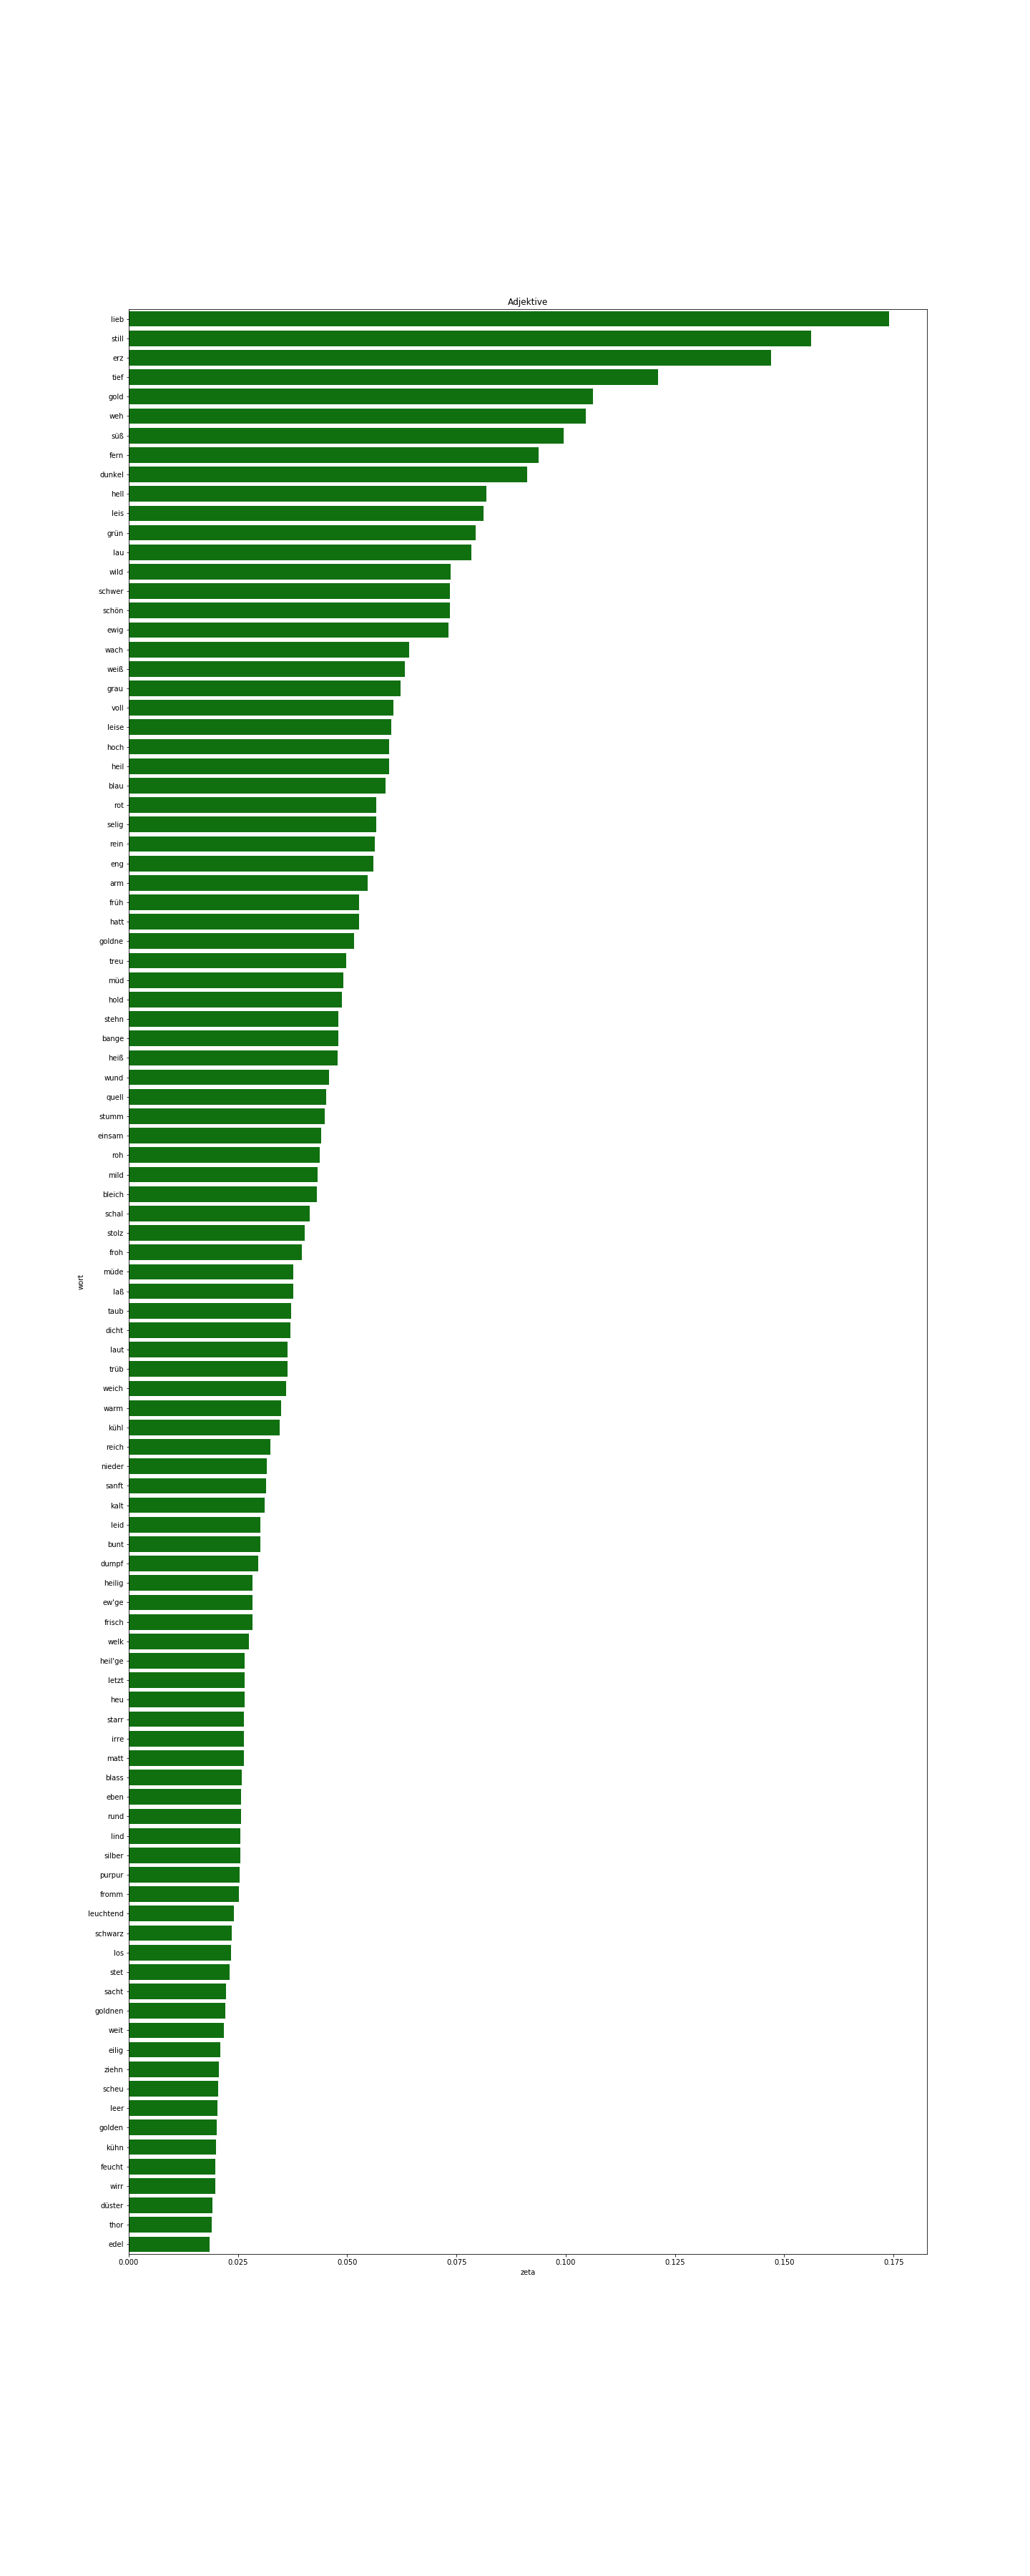 Adjektive
lieb
still
erz
tief
gold
weh
süß
fern
dunkel
hell
leis
grün
lau
wild
schwer
schön
ewig
wach
weiß
grau
voll
leise
hoch
heil
blau
rot
selig
rein
eng
arm
früh
hatt
goldne
treu
müd
hold
stehn
bange
heiß
wund
quell
stumm
einsam
roh
mild
bleich
schal
stolz
froh
müde
laß
taub
dicht
laut
trüb
weich
warm
kühl
reich
nieder
sanft
kalt
leid
bunt
dumpf
heilig
ew'ge
frisch
welk
heil'ge
letzt
heu
starr
irre
matt
blass
eben
rund
lind
silber
purpur
fromm
leuchtend
schwarz
los
stet
sacht
goldnen
weit
eilig
ziehn
scheu
leer
golden
kühn
feucht
wirr
düster
thor
edel
wort
0.000 0.025 0.050 0.075 0.100 0.125 0.150 0.175
zeta